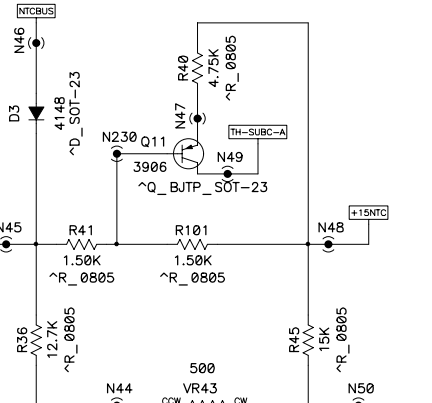 NTCBUS
N46
R40
4.75K
^R_0805
D3
4148
^D_SOT-23
N47
TH-SUBC-A
N230
Q11
3906
N49
^Q_BJTP_SOT-23
+15NTC
N45
R41
R101
N48
1.50K
^R_0805
1.50K
^R_0805
R36
12.7K
^R_0805
R45
15K
^R_0805
500
N44
VR43
N50
CCW
CW